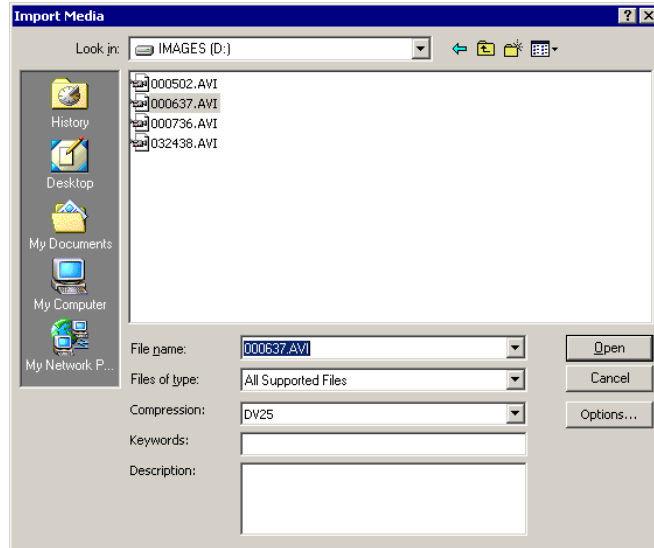 Import Media
Look in: IMAGES (D:)
000502.AVI
000637.AVI
000736.AVI
032438.AVI
History
Desktop
My Documents
My Computer
My Network P...
File name: 000637.AVI Open
Files of type: All Supported Files Cancel
Compression: DV25 Options...
Keywords:
Description: